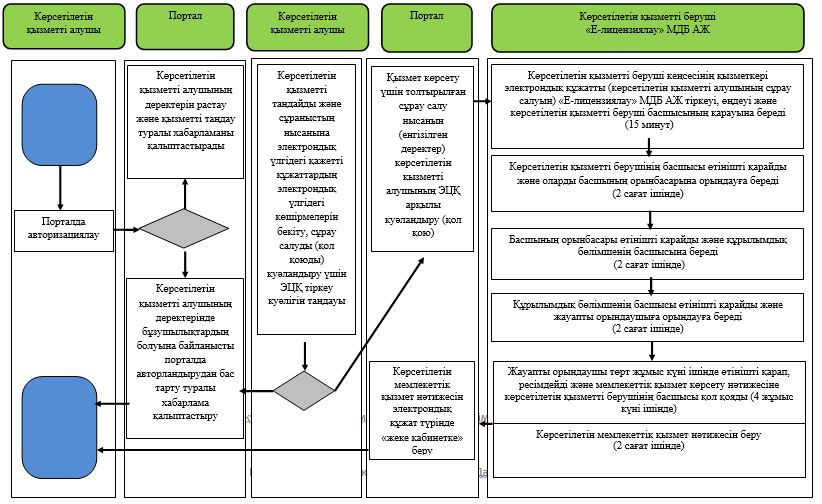 Көрсетілетін
қызметті алушы
Портал
Көрсетілетін
қызметті алушы
Портал
Көрсетілетін қызметті беруші
«Е-лицензиялау» МДБ АЖ
Порталда
авторизациялау
Көрсетілетін
қызметті алушының
деректерін растау
және қызметті таңдау
туралы хабарламаны
қалыптастырады
Көрсетілетін
қызметті алушының
деректерінде
бұзушылықтардың
болуына байланысты
порталда
авторландырудан бас
тарту туралы
хабарлама
қалыптастыру
Көрсетілетін
қызметті
таңдайды және
сұраныстың
нысанына
электрондық
үлгідегі қажетті
құжаттардың
электрондық
үлгідегі
көшірмелерін
бекіту, сұрау
салуды (қол
қоюды)
куәландыру үшін
ЭЦҚ тіркеу
куәлігін таңдауы
Қызмет көрсету
үшін толтырылған
сұрау салу
нысанын
(енгізілген
деректер)
көрсетілетін
қызметті
алушының ЭЦҚ
арқылы
куәландыру (қол
қою)
Көрсетілетін
мемлекеттік
қызмет нәтижесін
электрондық
құжат түрінде
«жеке кабинетке»
беру
Көрсетілетін қызметті беруші кеңсесінің қызметкері
электрондық құжатты (көрсетілетін қызметті алушының сұрау
салуын) «Е-лицензиялау» МДБ АЖ тіркеуі, өңдеуі және
көрсетілетін қызметті беруші басшысының қарауына береді
(15 минут)
Көрсетілетін қызметті берушінің басшысы өтінішті қарайды
және оларды басшының орынбасарына орындауға береді
(2 сағат ішінде)
Басшының орынбасары өтінішті қарайды және құрылымдық
бөлімшенің басшысына береді
(2 сағат ішінде)
Құрылымдық бөлімшенің басшысы өтінішті қарайды және
жауапты орындаушыға орындауға береді
(2 сағат ішінде)
Жауапты орындаушы төрт жұмыс күні ішінде өтінішті қарап,
ресімдейді және мемлекеттік қызмет көрсету нәтижесіне
көрсетілетін қызметті берушінің басшысы қол қояды (4 жұмыс
күні ішінде)
Көрсетілетін мемлекеттік қызмет нәтижесін беру
(2 сағат ішінде)